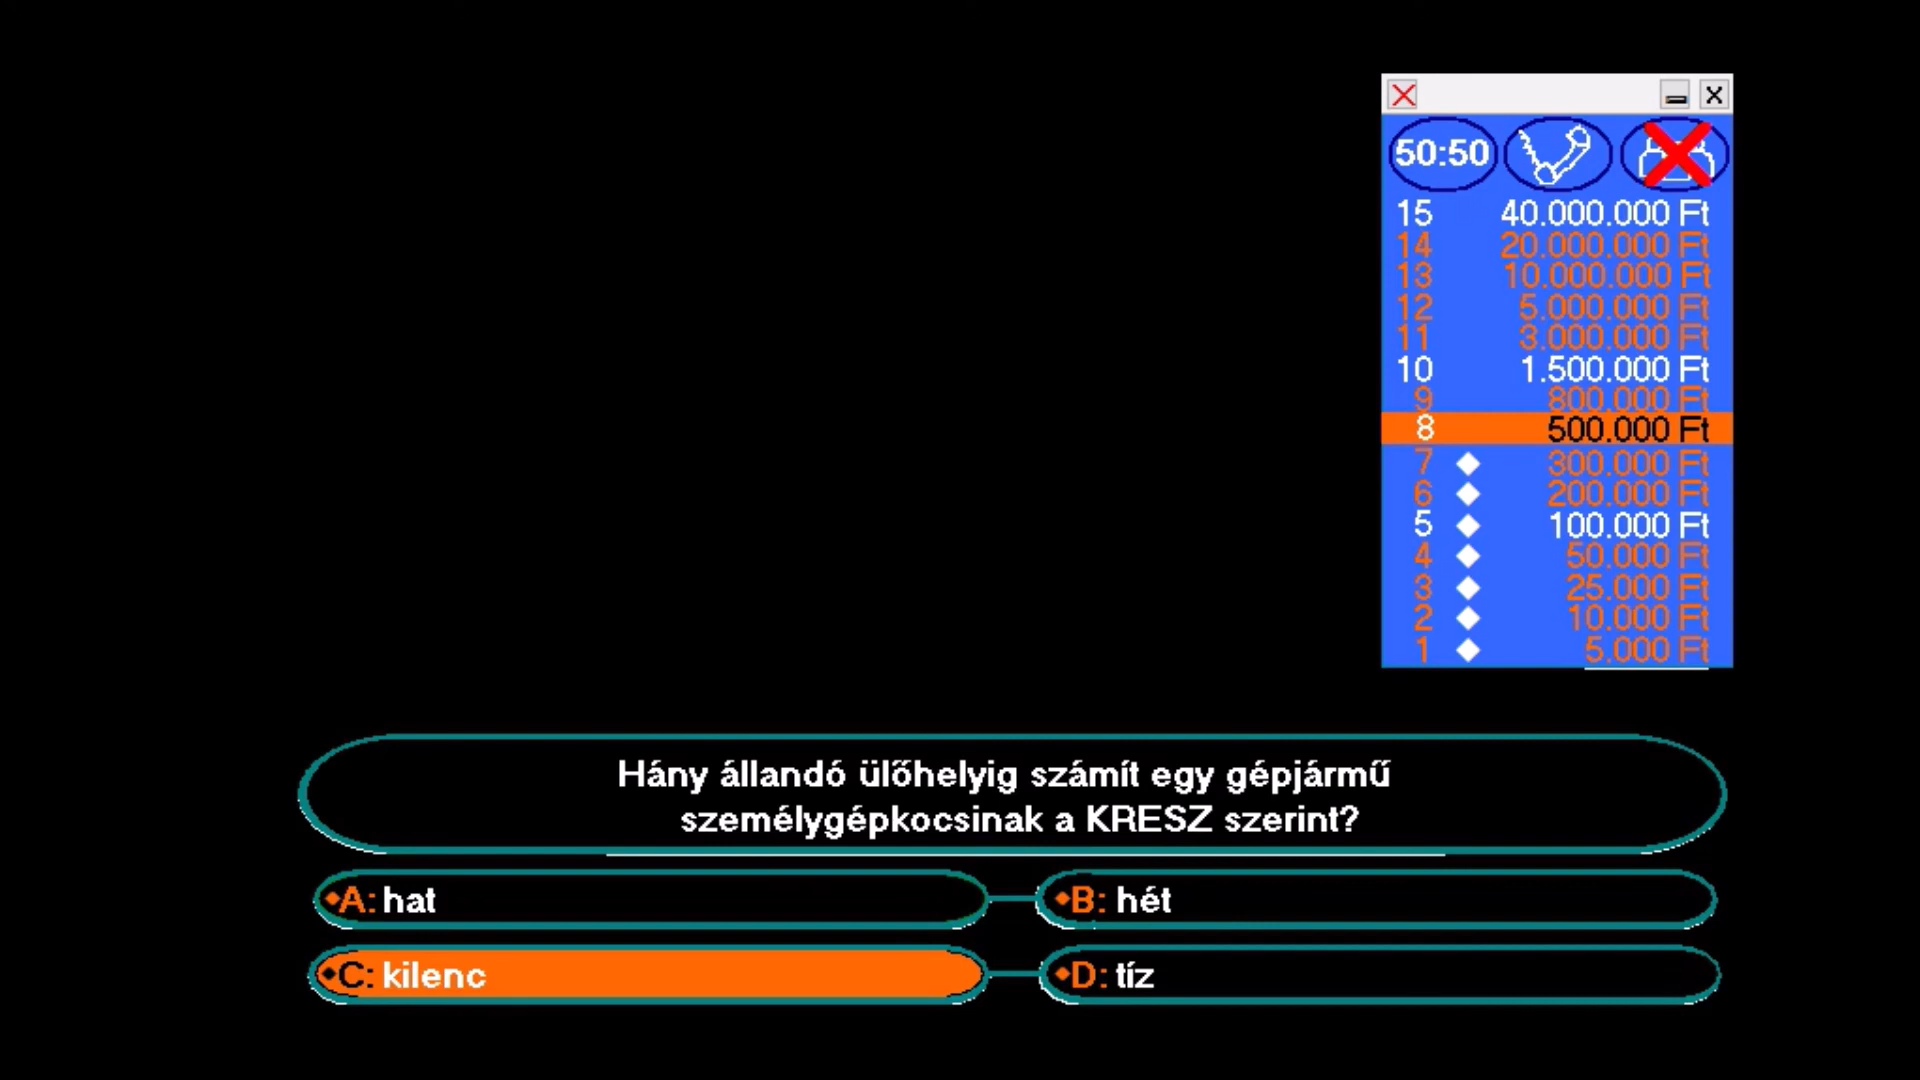 50:50
15 40.000.000 Ft
14 20.000.000 Ft
13 10.000.000 Ft
12 5.000.000 Ft
11 3.000.000 Ft
10 1.500.000 Ft
9 800.000 Ft
8 500.000 Ft
7 300.000 Ft
6 200.000 Ft
5 100.000 Ft
4 50.000 Ft
3 25.000 Ft
2 10.000 Ft
1 5.000 Ft
Hány állandó ülőhelyig számít egy gépjármű
személygépkocsinak a KRESZ szerint?
A: hat
B: hét
C: kilenc
D: tíz